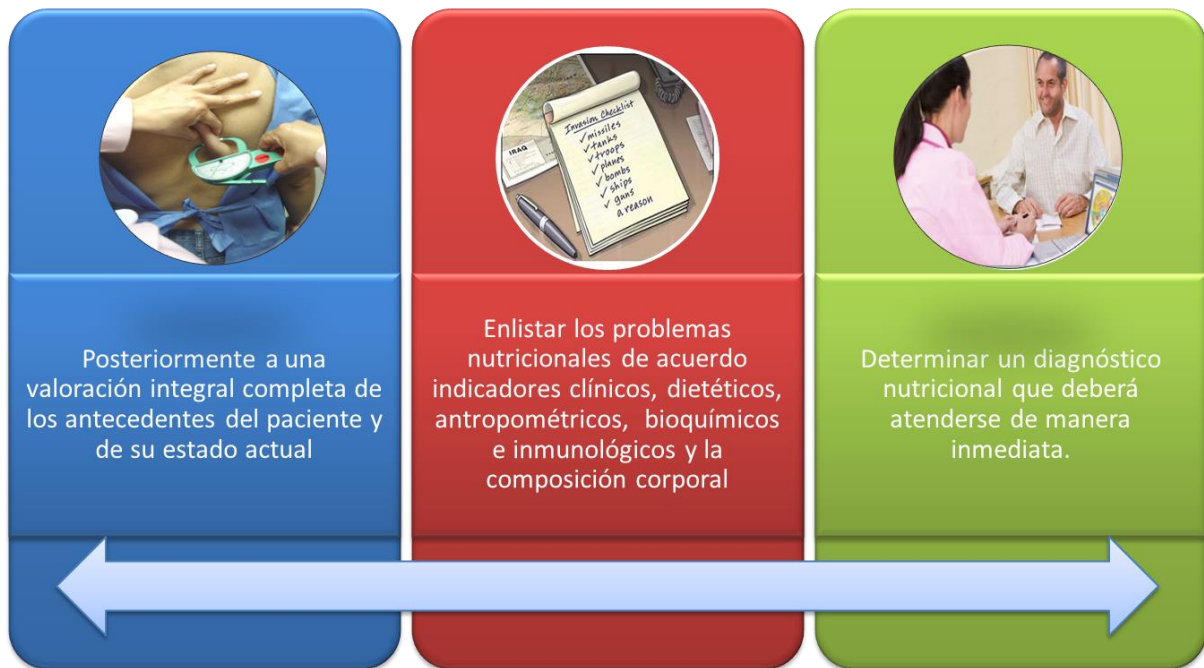 Invasion Checklist
✓missiles
✓tanks
✓troops
✓planes
✓bombs
✓ships
✓guns
a reason
IRAQ
Posteriormente a una
valoración integral completa de
los antecedentes del paciente y
de su estado actual
Enlistar los problemas
nutricionales de acuerdo
indicadores clínicos, dietéticos,
antropométricos, bioquímicos
e inmunológicos y la
composición corporal
Determinar un diagnóstico
nutricional que deberá
atenderse de manera
inmediata.